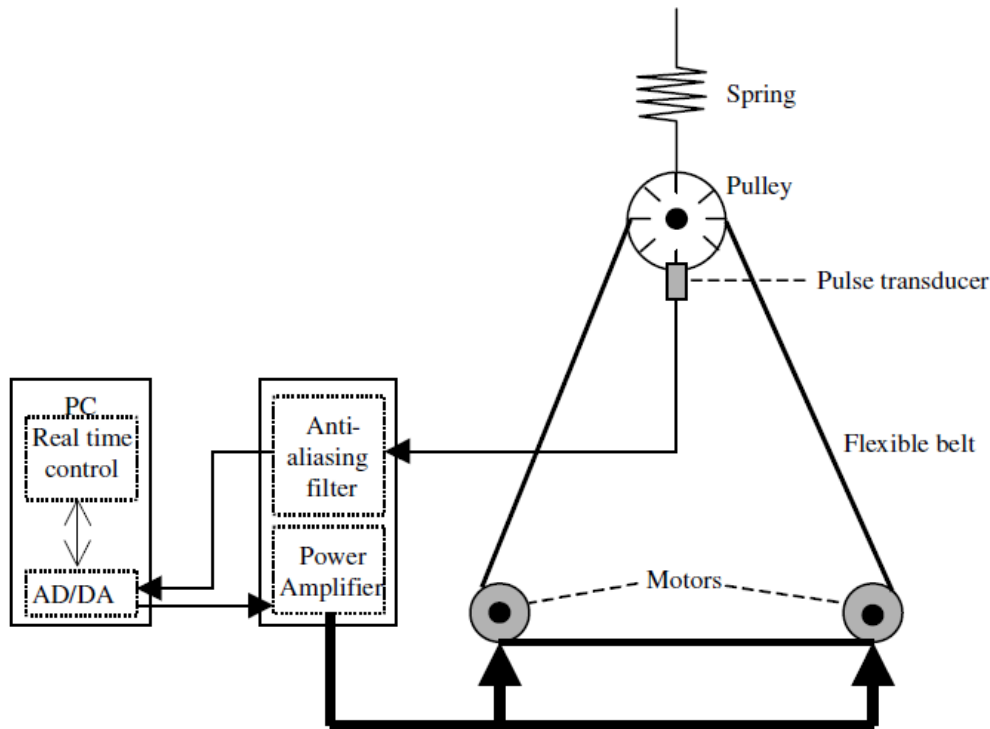 Spring
Pulley
Pulse transducer
PC
Real time
control
AD/DA
Anti-
aliasing
filter
Power
Amplifier
Flexible belt
Motors